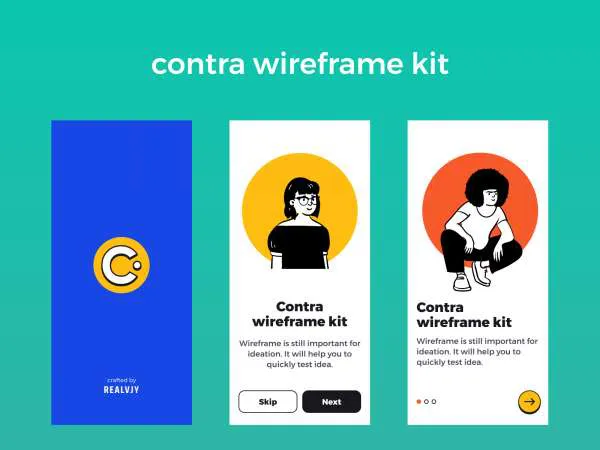 contra wireframe kit
C
crafted by
REALVJY
Contra
wireframe kit
Wireframe is still important for
ideation. It will help you to
quickly test idea.
Skip
Next
Contra
wireframe kit
Wireframe is still important for
ideation. It will help you to
quickly test idea.